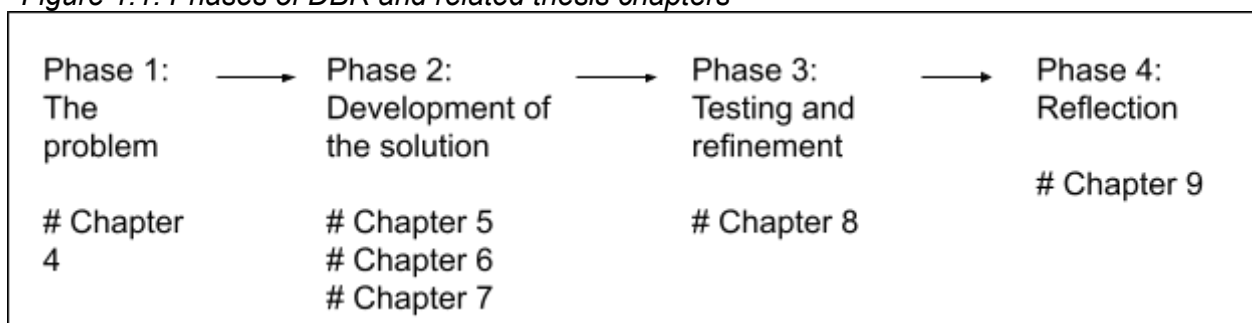 Figure 1.1: Phases of DBR and related thesis chapters
Phase 1:
The
problem
# Chapter
4
Phase 2:
Development of
the solution
# Chapter 5
# Chapter 6
# Chapter 7
Phase 3:
Testing and
refinement
# Chapter 8
Phase 4:
Reflection
# Chapter 9